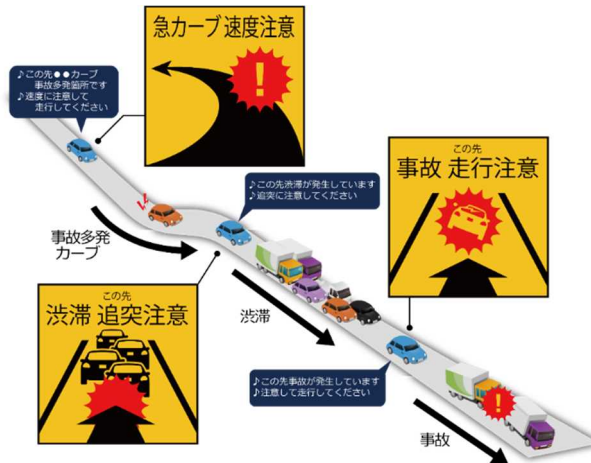 急カーブ 速度注意
♪この先●●カーブ
事故多発箇所です
♪速度に注意して
走行してください
この先
事故 走行注意
♪この先渋滞が発生しています
♪追突に注意してください
事故多発
カーブ
この先
渋滞 追突注意
渋滞
♪この先事故が発生しています
♪注意して走行してください
事故